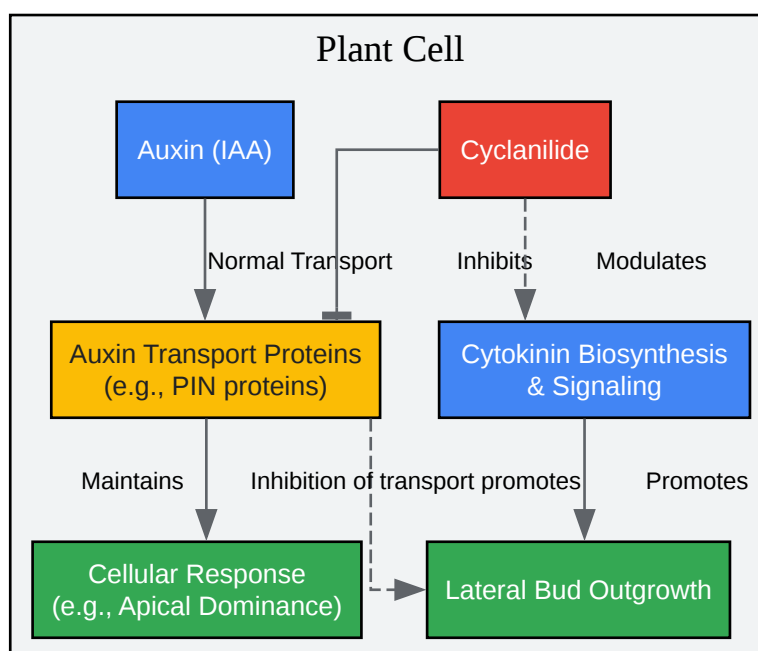 Plant Cell
Auxin (IAA)
Cyclanilide
Normal Transport
Inhibits
Modulates
Auxin Transport Proteins
(e.g., PIN proteins)
Cytokinin Biosynthesis
& Signaling
Maintains
Inhibition of transport promotes
Promotes
Cellular Response
(e.g., Apical Dominance)
Lateral Bud Outgrowth